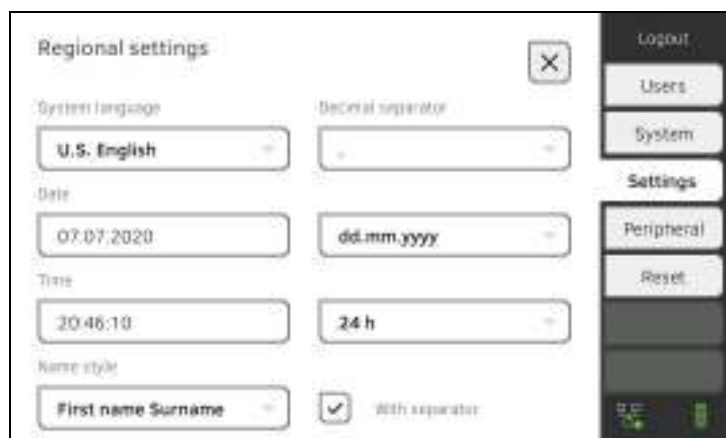 Regional settings
System language
Decimal separator
U.S. English
.
Date
07.07.2020
dd.mm.yyyy
Time
20:46:10
24 h
Name style
First name Surname
With separator
Logout
Users
System
Settings
Peripheral
Reset